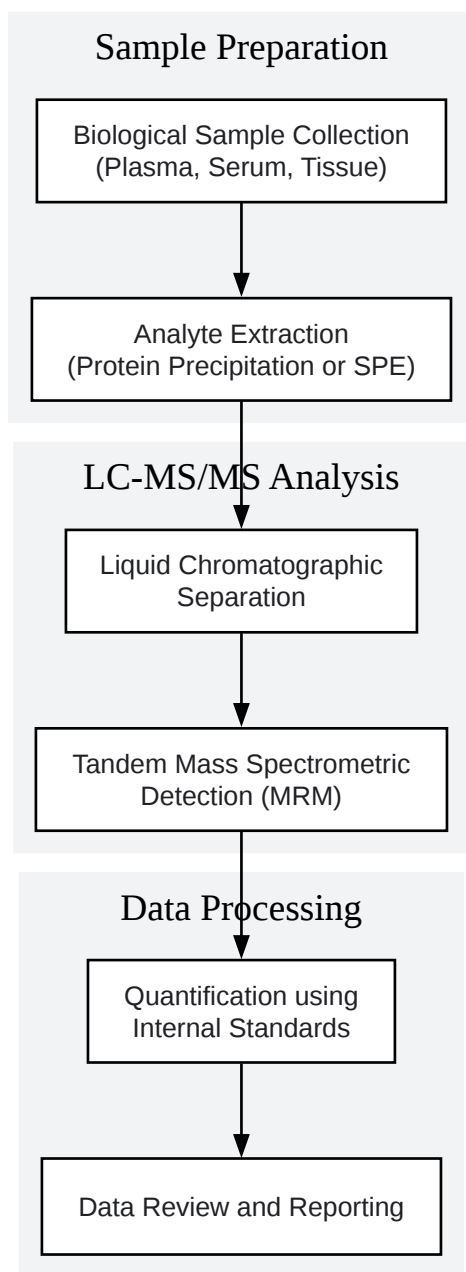 Sample Preparation
Biological Sample Collection
(Plasma, Serum, Tissue)
Analyte Extraction
(Protein Precipitation or SPE)
LC-MS/MS Analysis
Liquid Chromatographic
Separation
Tandem Mass Spectrometric
Detection (MRM)
Data Processing
Quantification using
Internal Standards
Data Review and Reporting